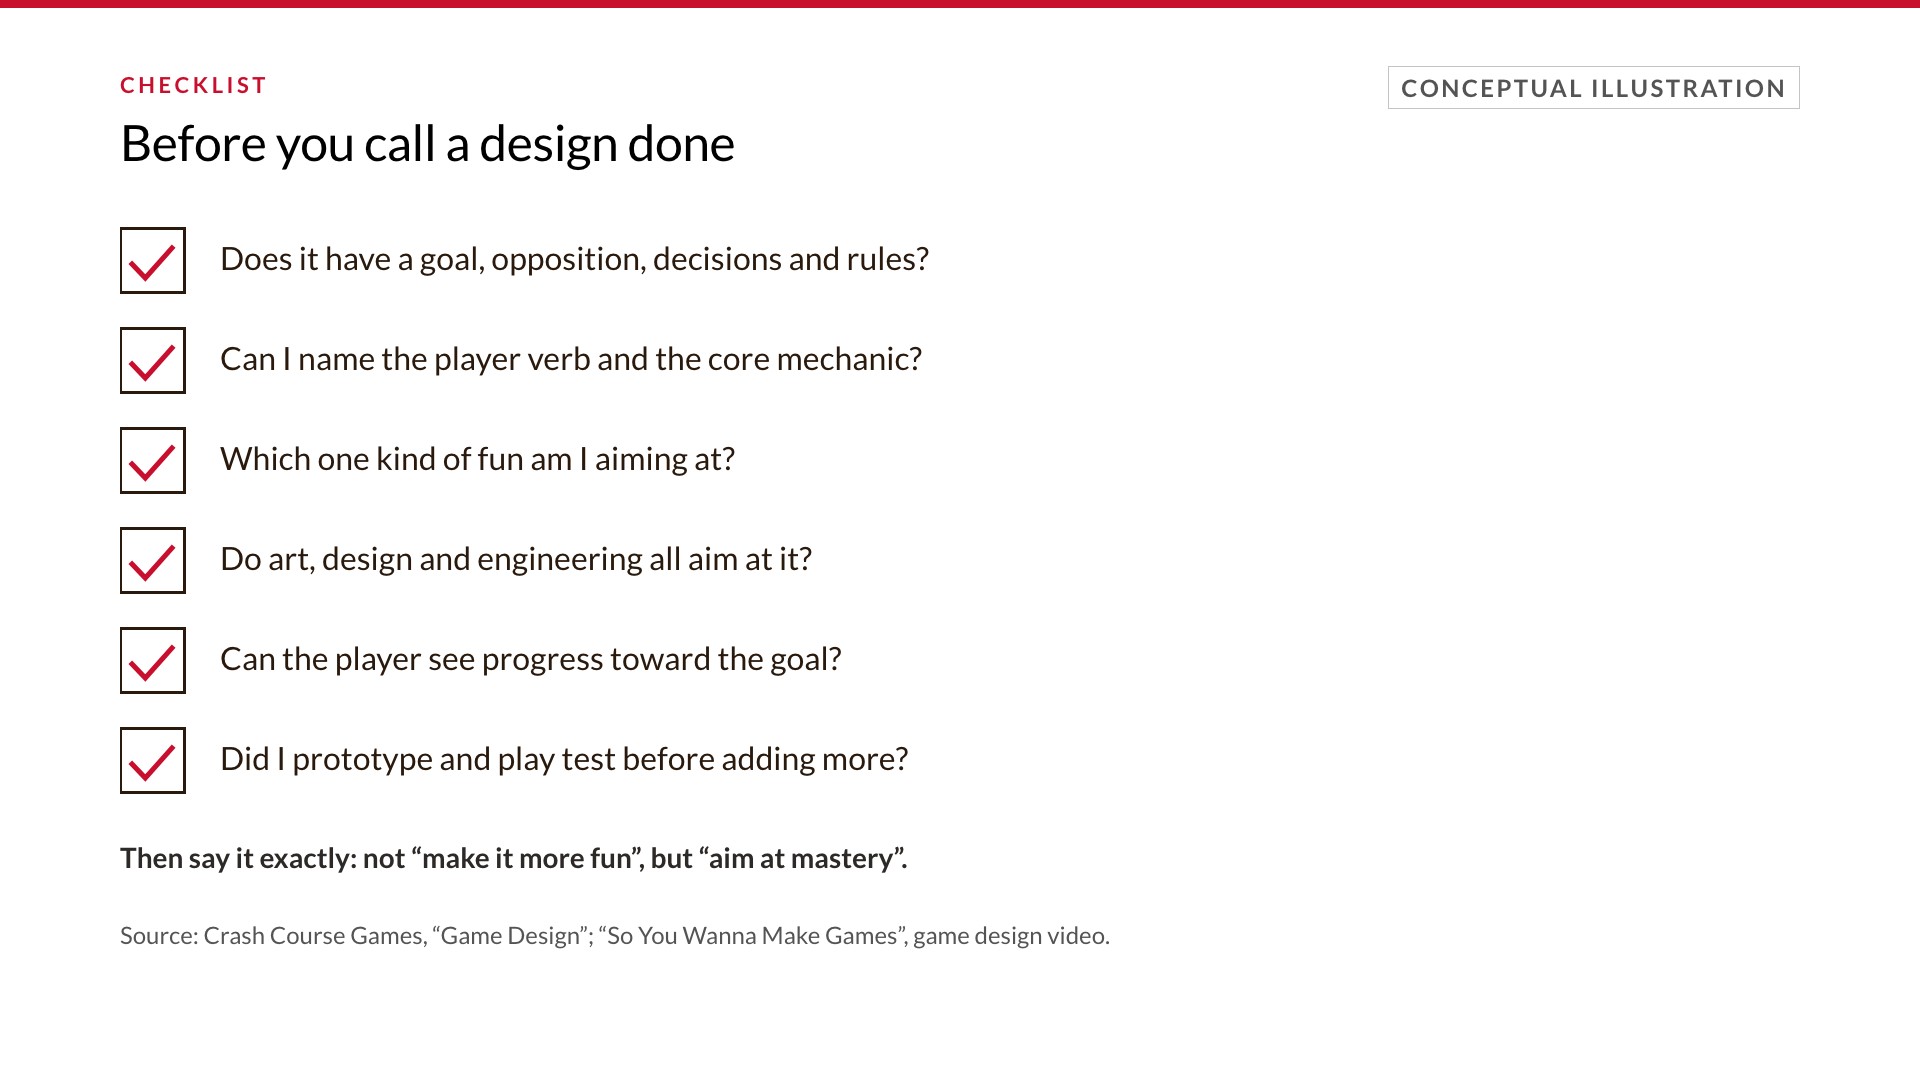 CHECKLIST
CONCEPTUAL ILLUSTRATION
Before you call a design done
Does it have a goal, opposition, decisions and rules?
Can I name the player verb and the core mechanic?
Which one kind of fun am I aiming at?
Do art, design and engineering all aim at it?
Can the player see progress toward the goal?
Did I prototype and play test before adding more?
Then say it exactly: not “make it more fun”, but “aim at mastery”.
Source: Crash Course Games, “Game Design”; “So You Wanna Make Games”, game design video.